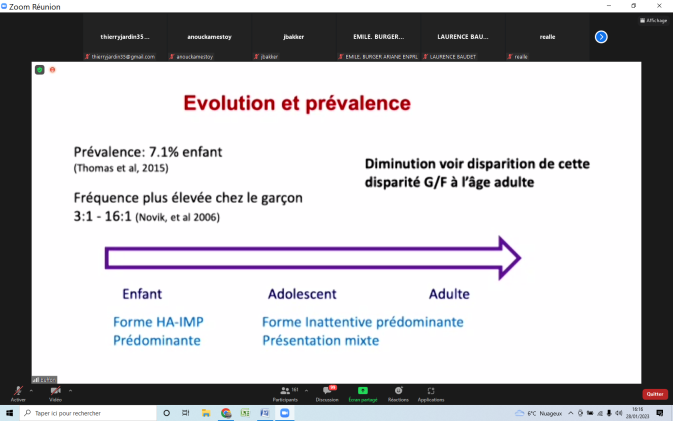 Zoom Réunion
Affichage
thierryjardin35...
anouckamestoy
jbakker
EMILE. BURGER...
LAURENCE BAU...
realle
thierryjardin35@gmail.com
anouckamestoy
jbakker
EMILE. BURGER ARIANE ENPRU
LAURENCE BAUDET
realle
Evolution et prévalence
Prévalence: 7.1% enfant
(Thomas et al, 2015)
Diminution voir disparition de cette
disparité G/F à l'âge adulte
Fréquence plus élevée chez le garçon
3:1 - 16:1 (Novik, et al 2006)
Enfant
Adolescent
Adulte
Forme HA-IMP
Prédominante
Forme Inattentive prédominante
Présentation mixte
Activer
Vidéo
Participants
161
Discussion
Écran partagé
Réactions
Applications
Quitter
Taper ici pour rechercher
6°C Nuageux
18:16
28/01/2023